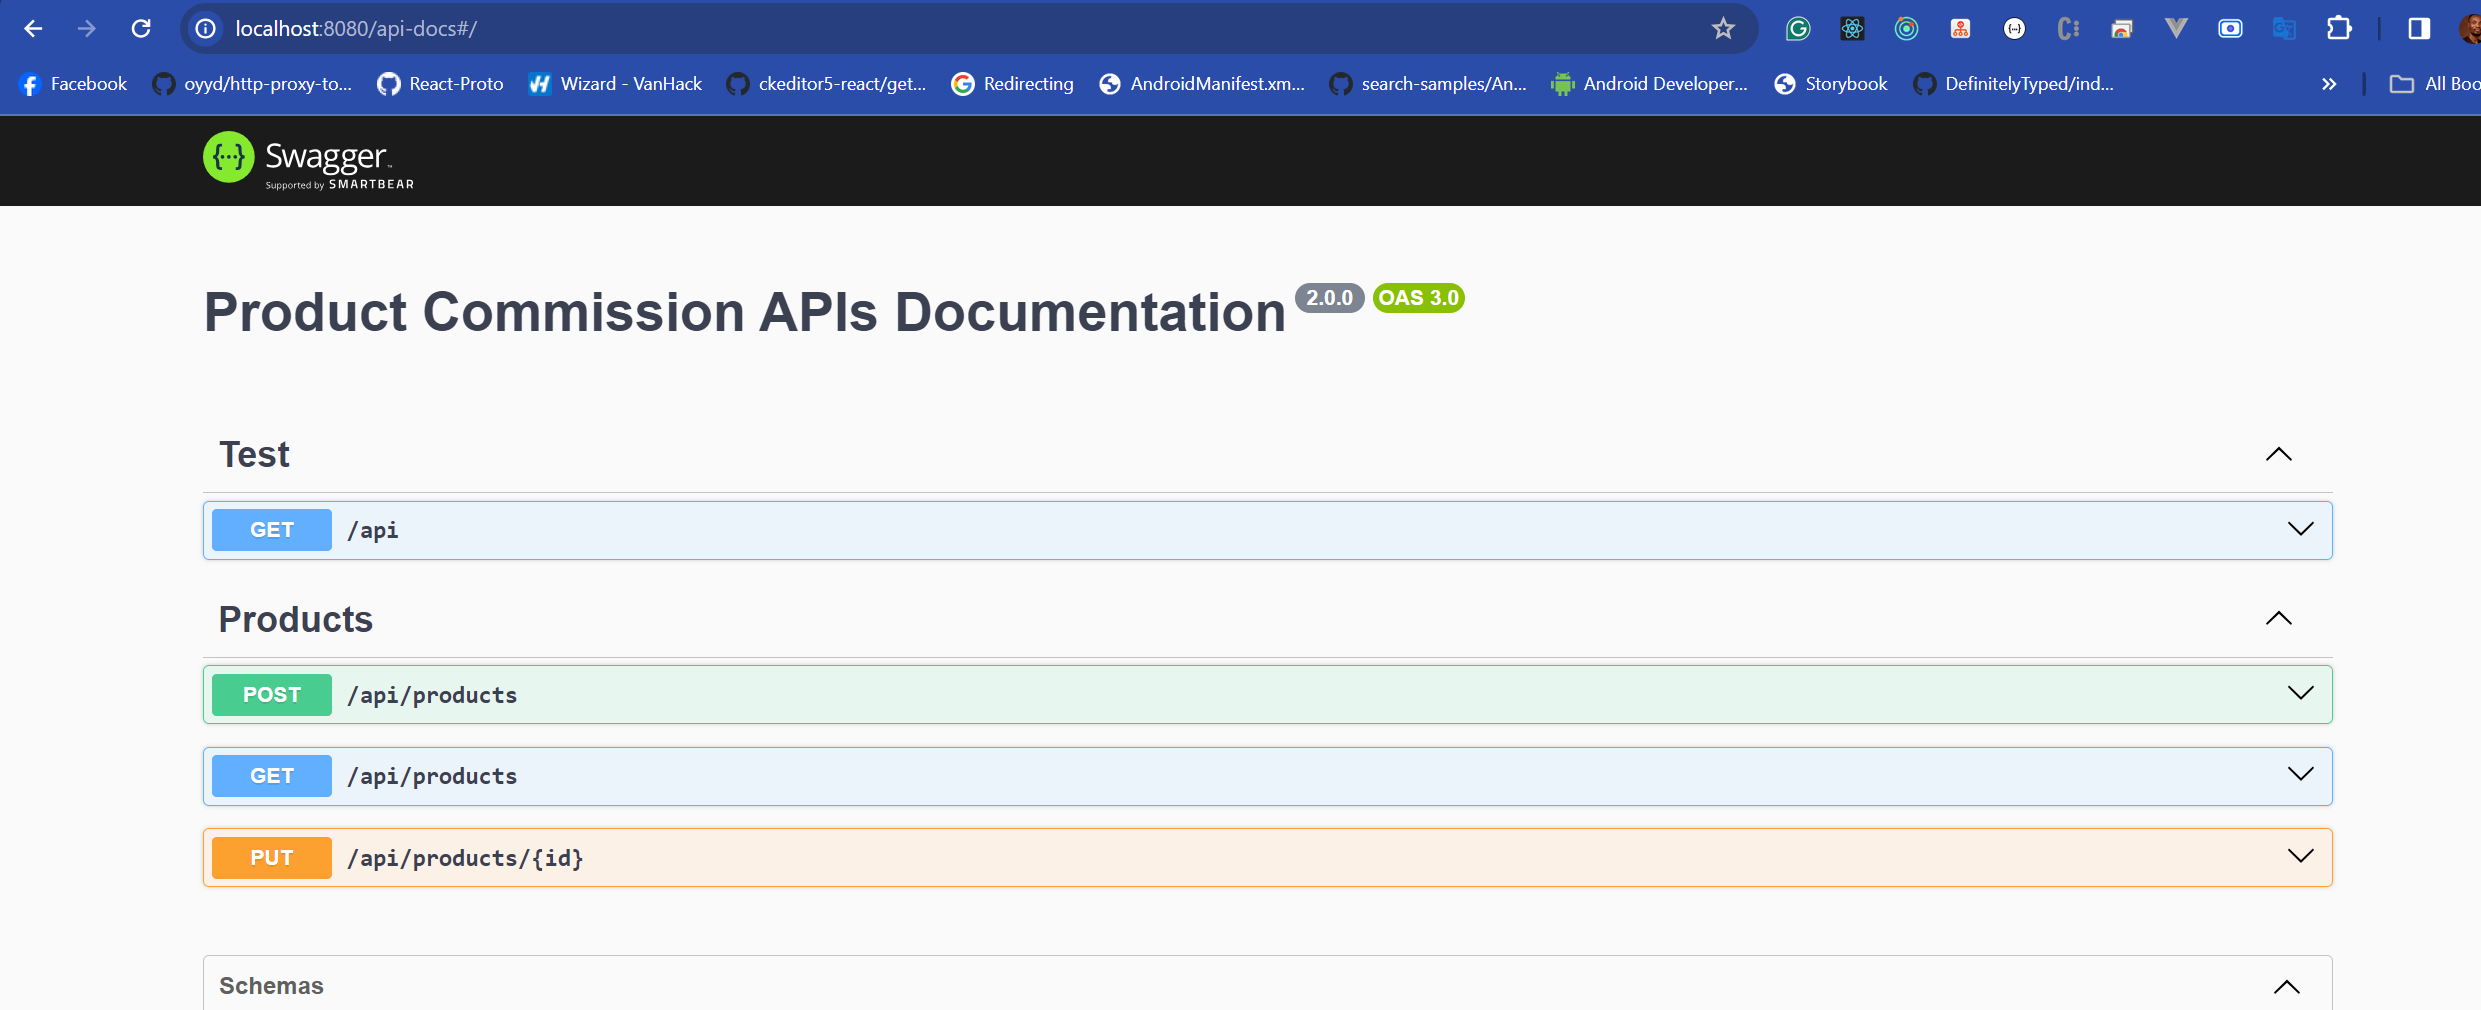 localhost:8080/api-docs#/
Facebook oyyd/http-proxy-to... React-Proto Wizard - VanHack ckeditor5-react/get... Redirecting AndroidManifest.xm... search-samples/An... Android Developer... Storybook DefinitelyTyped/ind... » All Boo
Swagger
Supported by SMARTBEAR
Product Commission APIs Documentation 2.0.0 OAS 3.0
Test
GET /api
Products
POST /api/products
GET /api/products
PUT /api/products/{id}
Schemas